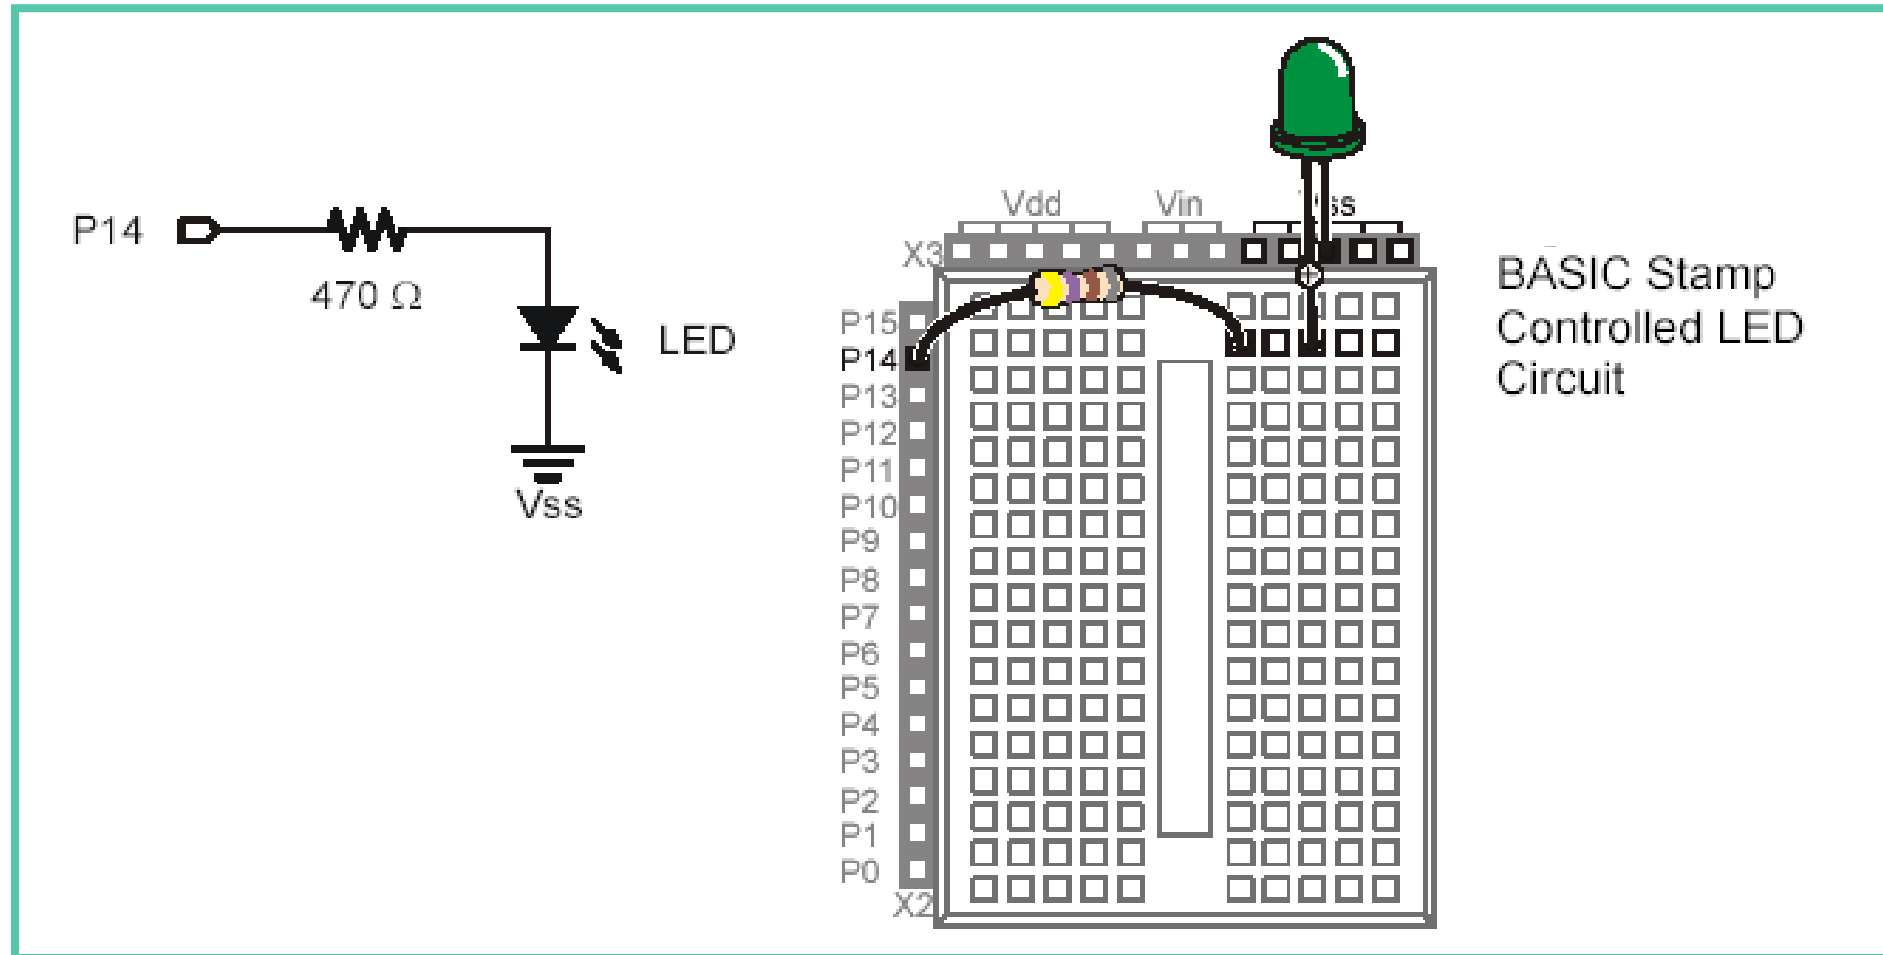 P14
470 Ω
LED
Vss
Vdd Vin Vss
X3
P15
P14
P13
P12
P11
P10
P9
P8
P7
P6
P5
P4
P3
P2
P1
P0
X2
BASIC Stamp
Controlled LED
Circuit